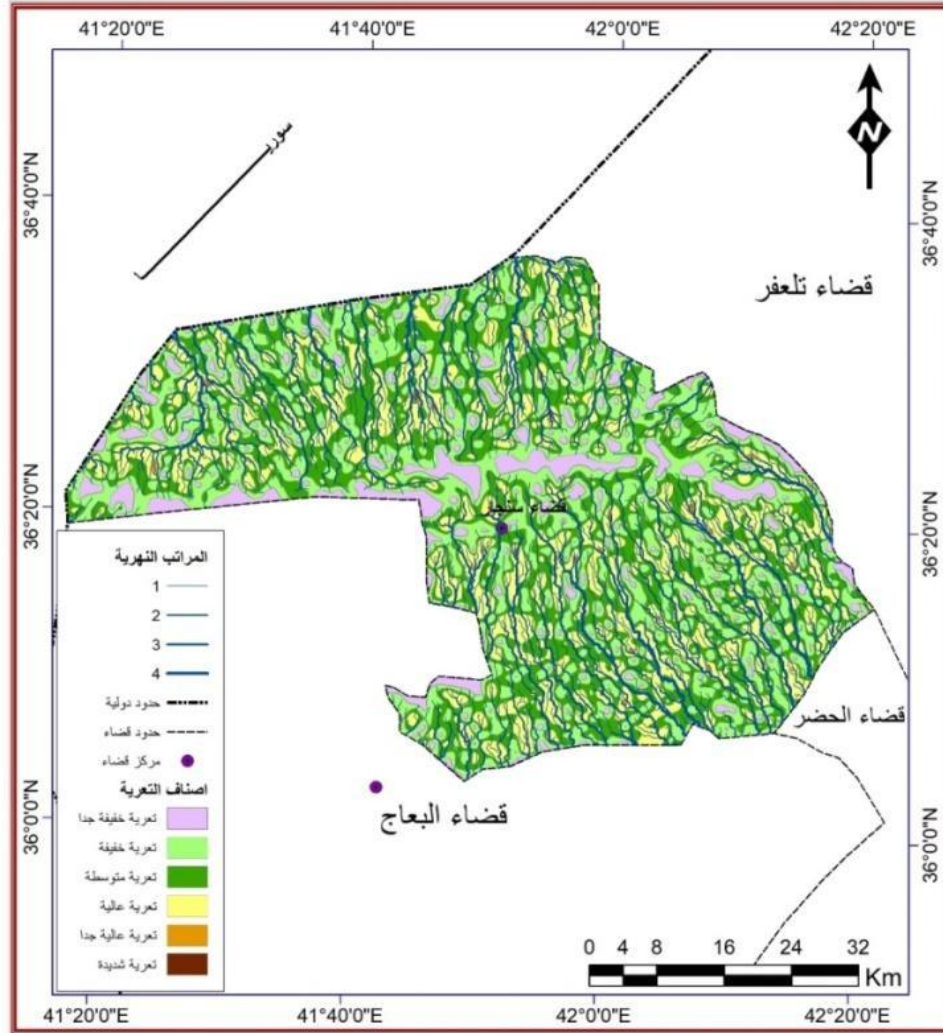 41°20'0"E 41°40'0"E 42°0'0"E 42°20'0"E
36°40'0"N
36°40'0"N
N
قضاء تلعفر
36°20'0"N
36°20'0"N
قضاء سنجار
المراتب النهرية
1
2
3
4
حدود دولية
حدود قضاء
مركز قضاء
اصناف التعرية
تعرية خفيفة جدا
تعرية خفيفة
تعرية متوسطة
تعرية عالية
تعرية عالية جدا
تعرية شديدة
قضاء الحضر
قضاء البعاج
36°0'0"N
36°0'0"N
0 4 8 16 24 32
Km
41°20'0"E 41°40'0"E 42°0'0"E 42°20'0"E